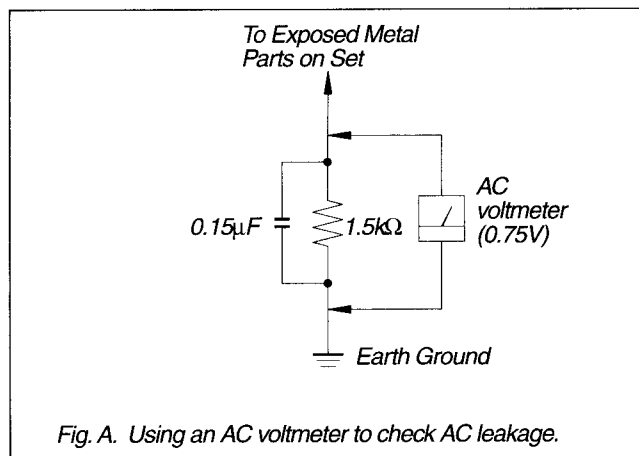 To Exposed Metal
Parts on Set
0.15µF
1.5kΩ
AC
voltmeter
(0.75V)
Earth Ground
Fig. A. Using an AC voltmeter to check AC leakage.